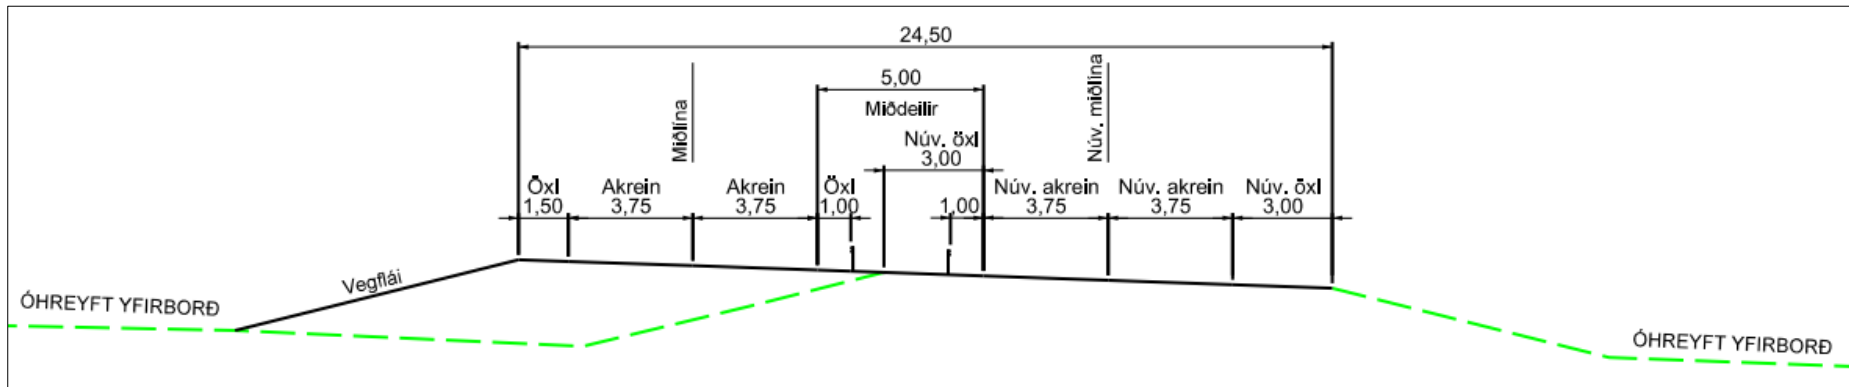 24,50
5,00
Miðdeilir
Miðlína
Núv. miðlína
Núv. öxl
3,00
Öxl Akrein Akrein Öxl Núv. akrein Núv. akrein Núv. öxl
1,50 3,75 3,75 1,00 1,00 3,75 3,75 3,00
Vegflái
ÓHREYFT YFIRBORÐ
ÓHREYFT YFIRBORÐ